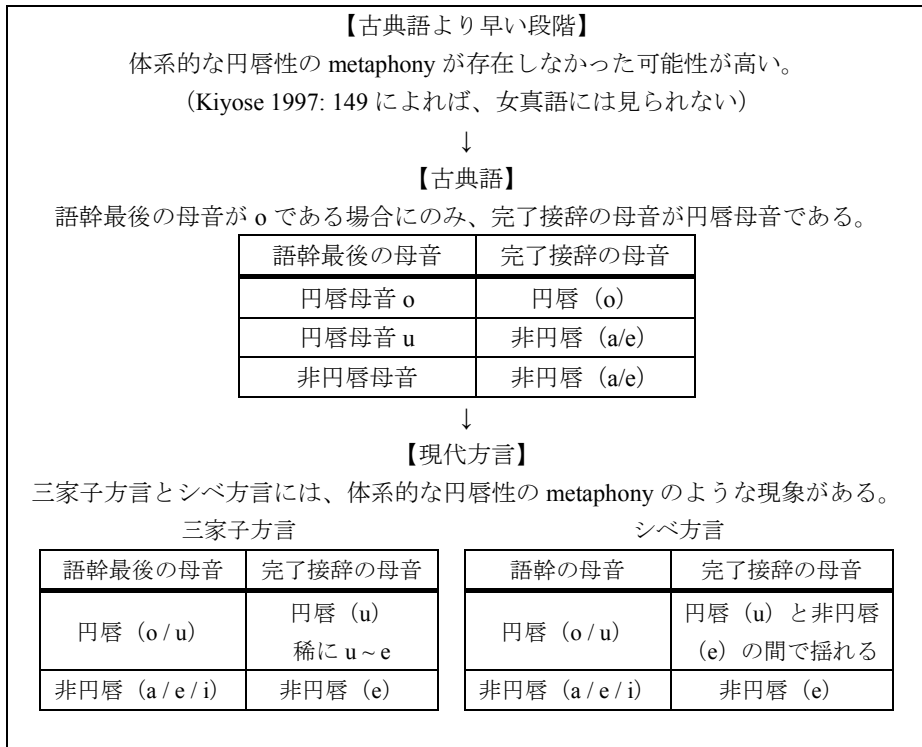 【古典語より早い段階】
体系的な円唇性の metaphony が存在しなかった可能性が高い。
（Kiyose 1997: 149 によれば、女真語には見られない）
↓
【古典語】
語幹最後の母音が o である場合にのみ、完了接辞の母音が円唇母音である。
語幹最後の母音 完了接辞の母音
円唇母音 o 円唇（o）
円唇母音 u 非円唇（a/e）
非円唇母音 非円唇（a/e）
↓
【現代方言】
三家子方言とシベ方言には、体系的な円唇性の metaphony のような現象がある。
三家子方言
語幹最後の母音 完了接辞の母音
円唇（o / u） 円唇（u）
稀に u ~ e
非円唇（a / e / i） 非円唇（e）
シベ方言
語幹の母音 完了接辞の母音
円唇（o / u） 円唇（u）と非円唇
（e）の間で揺れる
非円唇（a / e / i） 非円唇（e）